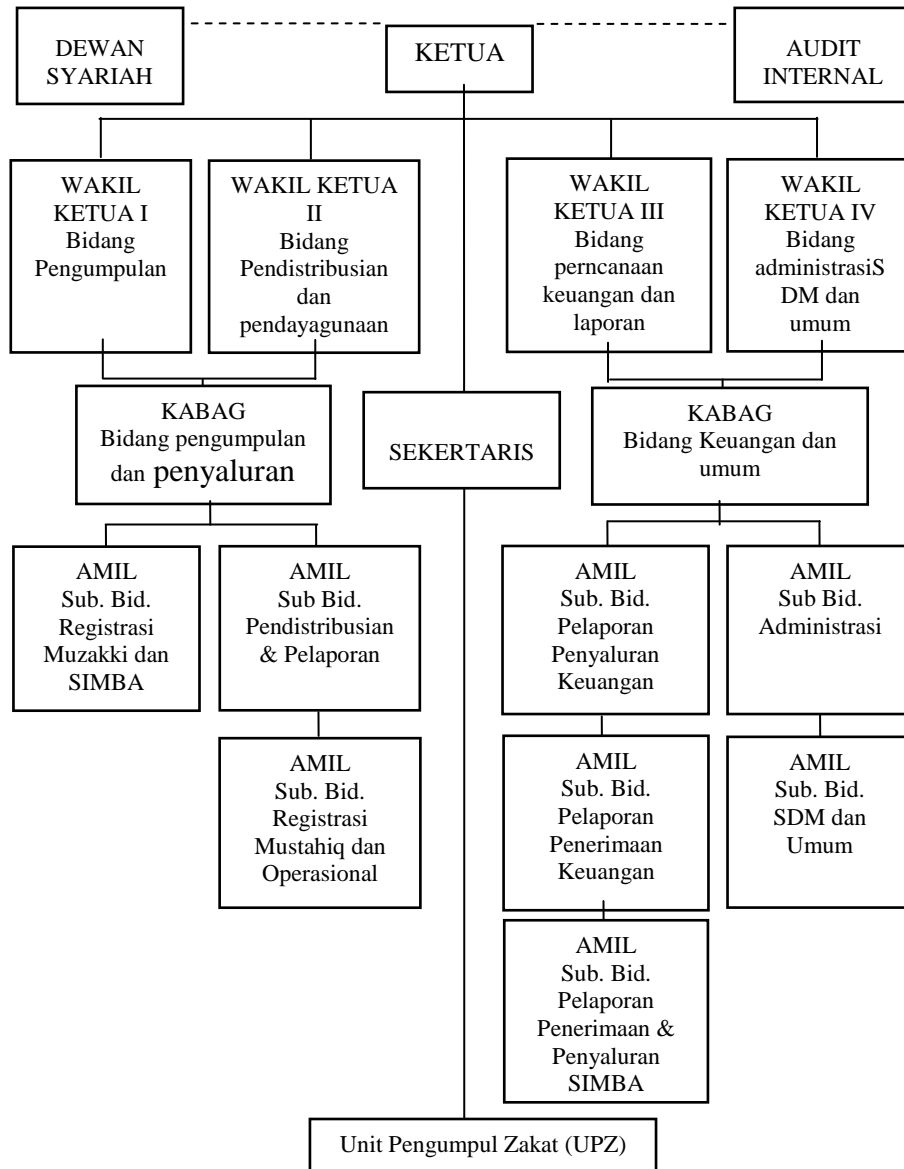 DEWAN
SYARIAH
KETUA
AUDIT
INTERNAL
WAKIL
KETUA I
Bidang
Pengumpulan
WAKIL KETUA
II
Bidang
Pendistribusian
dan
pendayagunaan
WAKIL
KETUA III
Bidang
perncanaan
keuangan dan
laporan
WAKIL
KETUA IV
Bidang
administrasiS
DM dan
umum
KABAG
Bidang pengumpulan
dan penyaluran
SEKERTARIS
KABAG
Bidang Keuangan dan
umum
AMIL
Sub. Bid.
Registrasi
Muzakki dan
SIMBA
AMIL
Sub Bid.
Pendistribusian
& Pelaporan
AMIL
Sub. Bid.
Pelaporan
Penyaluran
Keuangan
AMIL
Sub Bid.
Administrasi
AMIL
Sub. Bid.
Registrasi
Mustahiq dan
Operasional
AMIL
Sub. Bid.
Pelaporan
Penerimaan
Keuangan
AMIL
Sub. Bid.
SDM dan
Umum
AMIL
Sub. Bid.
Pelaporan
Penerimaan &
Penyaluran
SIMBA
Unit Pengumpul Zakat (UPZ)